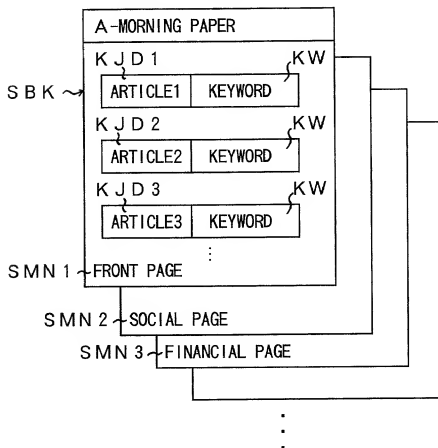 A-MORNING PAPER
KJD1 KW
SBK ARTICLE1 KEYWORD
KJD2 KW
ARTICLE2 KEYWORD
KJD3 KW
ARTICLE3 KEYWORD
SMN1 FRONT PAGE
SMN2 SOCIAL PAGE
SMN3 FINANCIAL PAGE